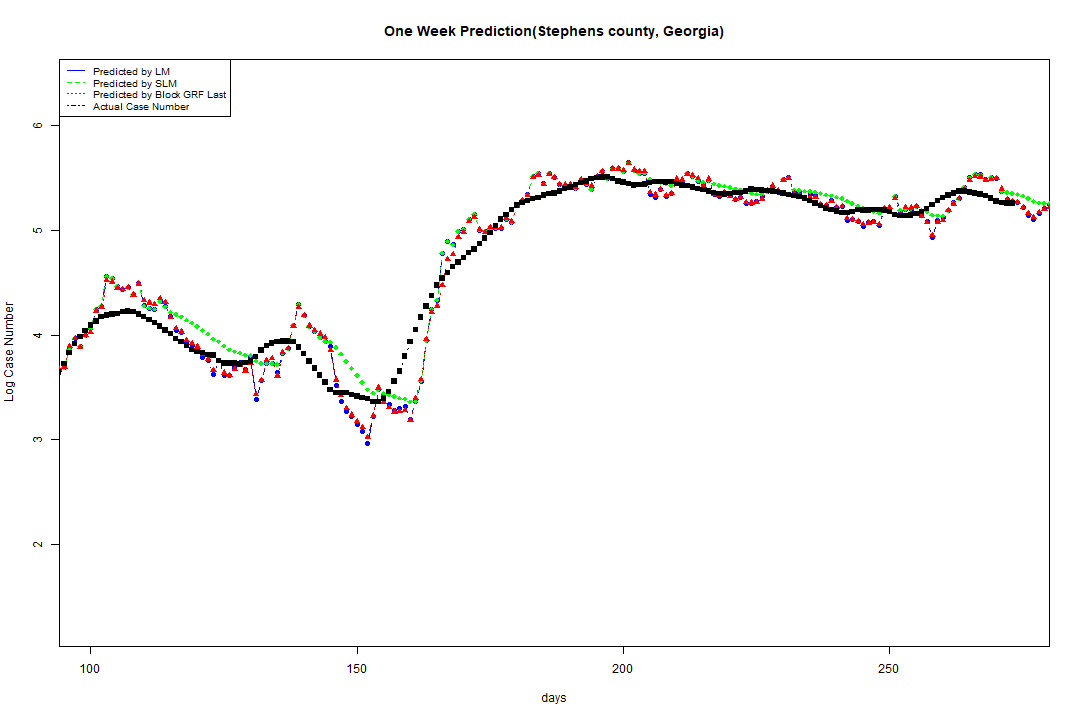 One Week Prediction(Stephens county, Georgia)
Predicted by LM
Predicted by SLM
Predicted by Block GRF Last
Actual Case Number
6
5
4
3
2
Log Case Number
100 150 200 250
days